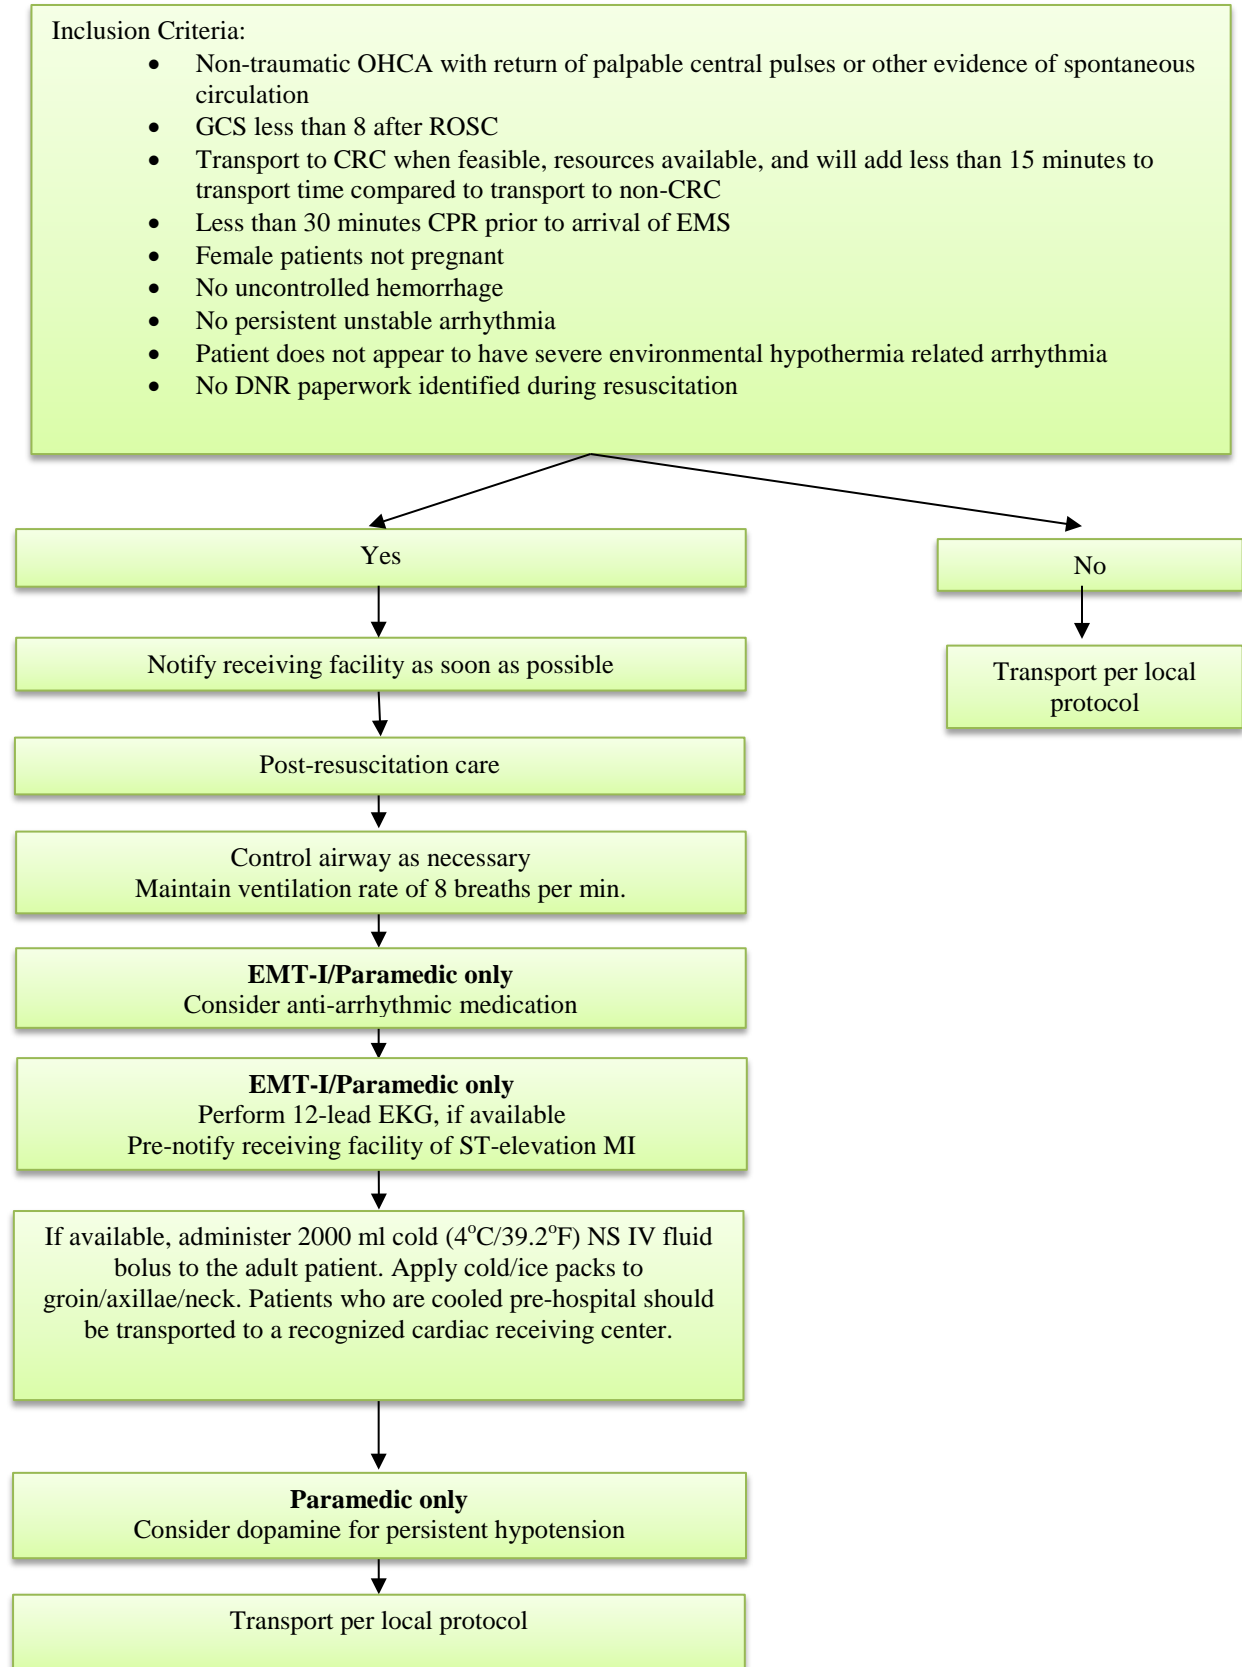 Inclusion Criteria:
• Non-traumatic OHCA with return of palpable central pulses or other evidence of spontaneous
circulation
• GCS less than 8 after ROSC
• Transport to CRC when feasible, resources available, and will add less than 15 minutes to
transport time compared to transport to non-CRC
• Less than 30 minutes CPR prior to arrival of EMS
• Female patients not pregnant
• No uncontrolled hemorrhage
• No persistent unstable arrhythmia
• Patient does not appear to have severe environmental hypothermia related arrhythmia
• No DNR paperwork identified during resuscitation
Yes
No
Notify receiving facility as soon as possible
Transport per local
protocol
Post-resuscitation care
Control airway as necessary
Maintain ventilation rate of 8 breaths per min.
EMT-I/Paramedic only
Consider anti-arrhythmic medication
EMT-I/Paramedic only
Perform 12-lead EKG, if available
Pre-notify receiving facility of ST-elevation MI
If available, administer 2000 ml cold (4°C/39.2°F) NS IV fluid
bolus to the adult patient. Apply cold/ice packs to
groin/axillae/neck. Patients who are cooled pre-hospital should
be transported to a recognized cardiac receiving center.
Paramedic only
Consider dopamine for persistent hypotension
Transport per local protocol